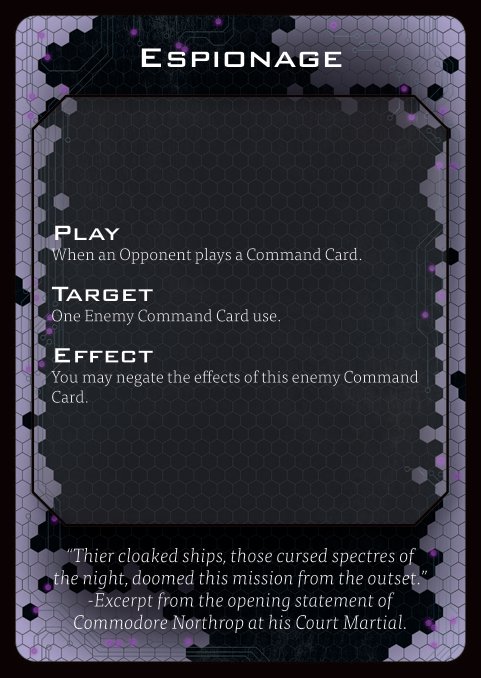 Espionage
Play
When an Opponent plays a Command Card.
Target
One Enemy Command Card use.
Effect
You may negate the effects of this enemy Command
Card.
“Thier cloaked ships, those cursed spectres of
the night, doomed this mission from the outset.”
-Excerpt from the opening statement of
Commodore Northrop at his Court Martial.